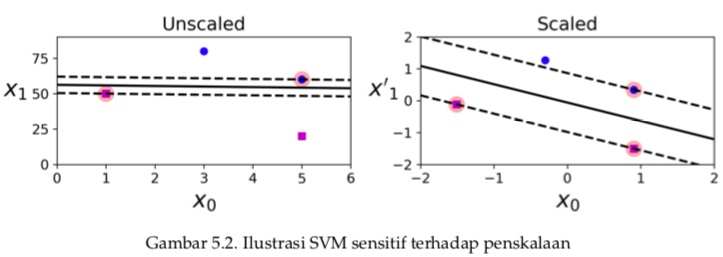 Unscaled
75
50
25
0
x₁
0 1 2 3 4 5 6
x₀
Scaled
2
1
0
−1
−2
x'₁
−2 −1 0 1 2
x₀
Gambar 5.2. Ilustrasi SVM sensitif terhadap penskalaan